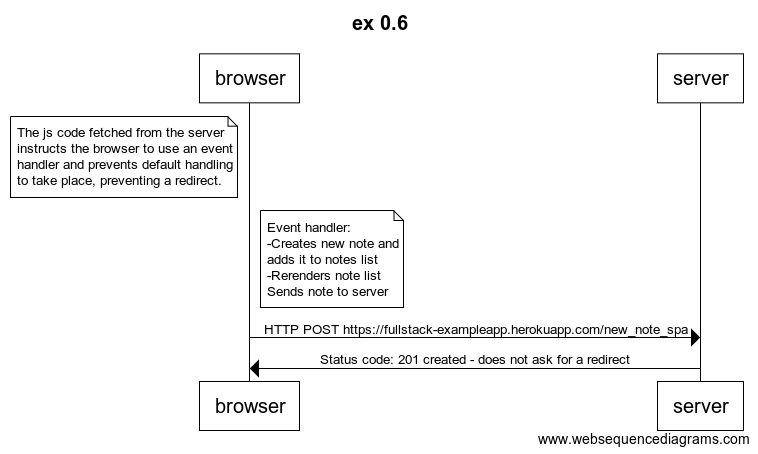 ex 0.6
browser
server
The js code fetched from the server
instructs the browser to use an event
handler and prevents default handling
to take place, preventing a redirect.
Event handler:
-Creates new note and
adds it to notes list
-Rerenders note list
Sends note to server
HTTP POST https://fullstack-exampleapp.herokuapp.com/new_note_spa
Status code: 201 created - does not ask for a redirect
browser
server
www.websequencediagrams.com